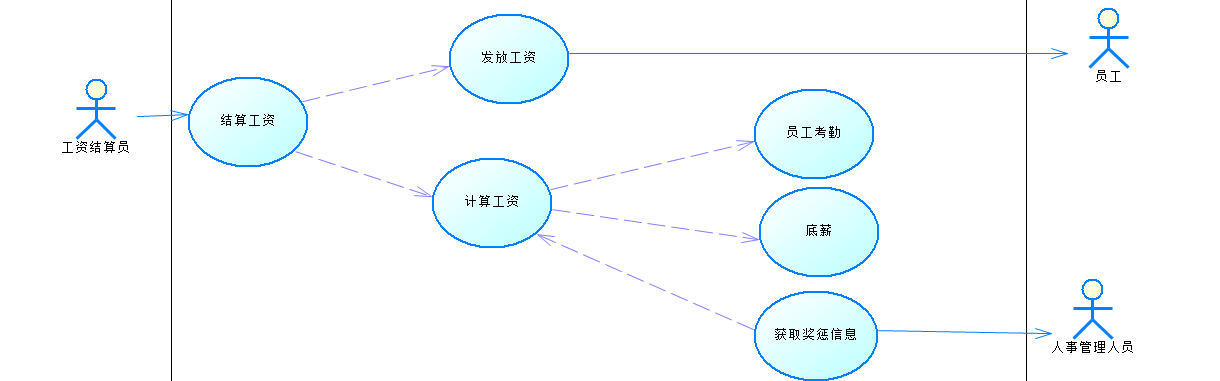 发放工资
员工
工资结算员
结算工资
员工考勤
计算工资
底薪
获取奖惩信息
人事管理人员